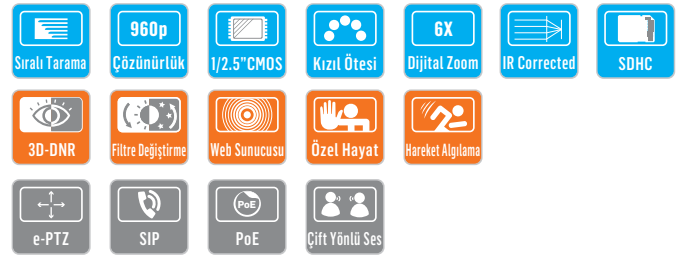 960p
6X
Sıralı Tarama
Çözünürlük
1/2.5"CMOS
Kızıl Ötesi
Dijital Zoom
IR Corrected
SDHC
3D-DNR
Filtre Değiştirme
Web Sunucusu
Özel Hayat
Hareket Algılama
PoE
e-PTZ
SIP
PoE
Çift Yönlü Ses